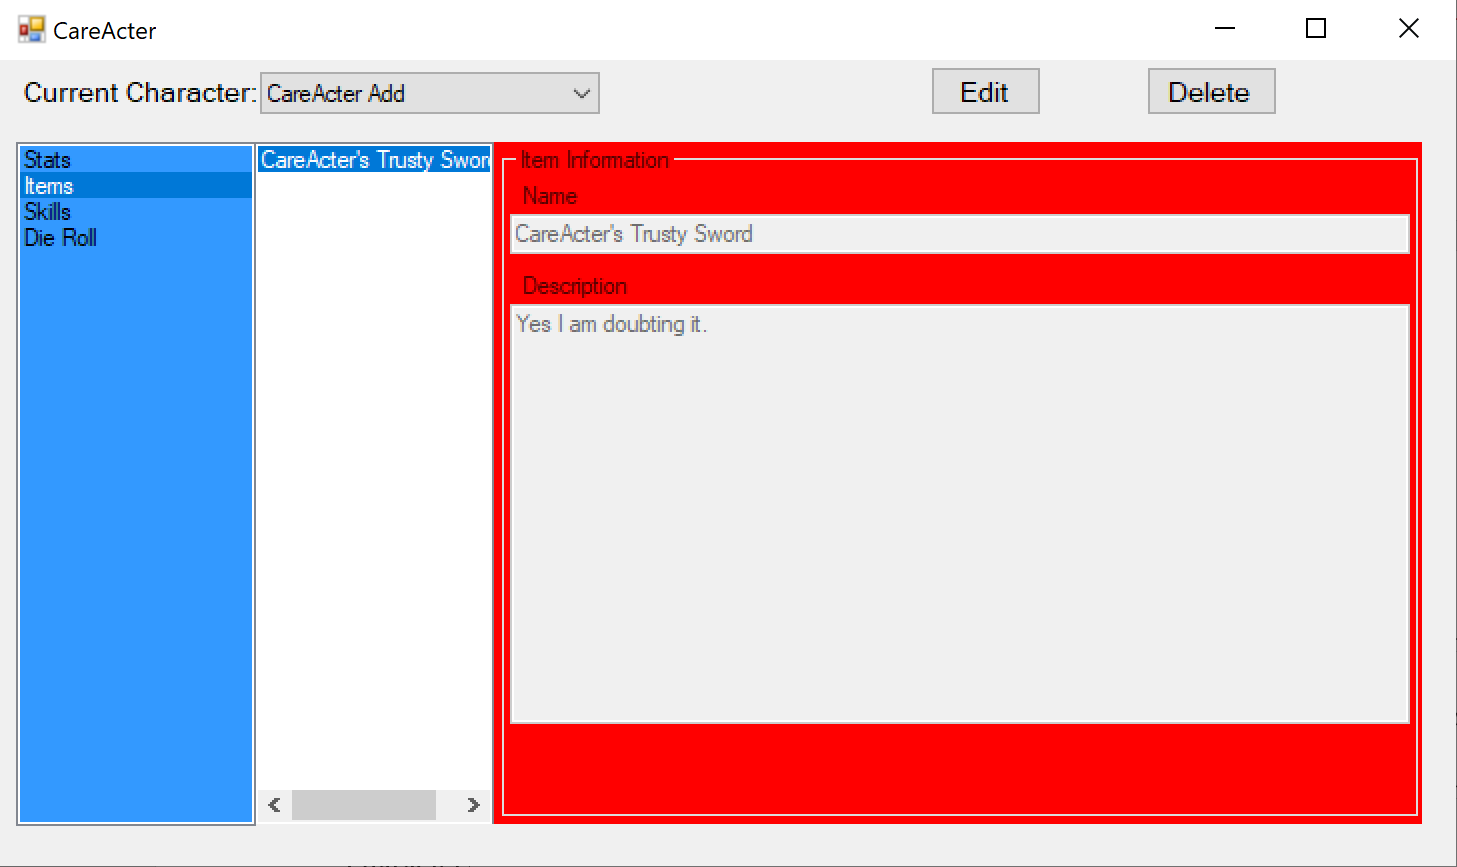 CareActer
Current Character: CareActer Add
Edit
Delete
Stats
Items
Skills
Die Roll
CareActer's Trusty Sword
Item Information
Name
CareActer's Trusty Sword
Description
Yes I am doubting it.